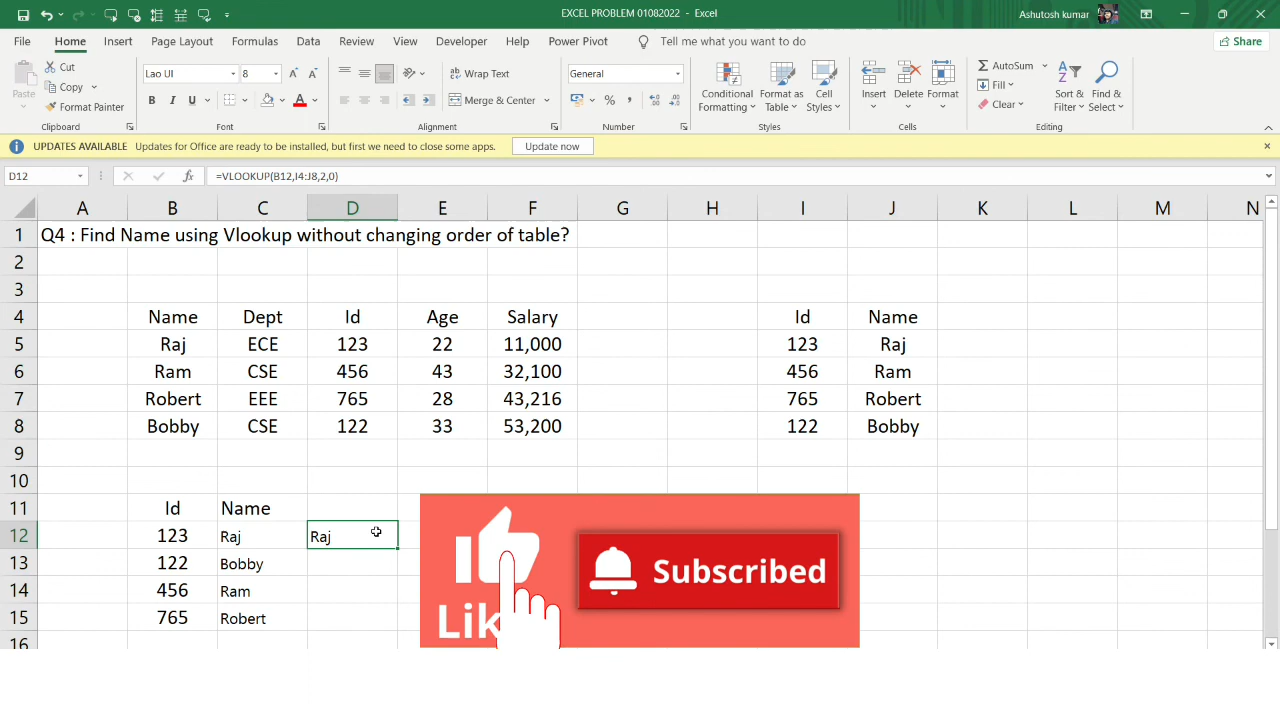 EXCEL PROBLEM 01082022 - Excel
Ashutosh kumar
File Home Insert Page Layout Formulas Data Review View Developer Help Power Pivot Tell me what you want to do
Share
Paste
Cut
Copy
Format Painter
Clipboard
Lao UI 8
B I U A
Font
Wrap Text
Merge & Center
Alignment
General
%
Number
Conditional Formatting
Format as Table
Cell Styles
Styles
Insert
Delete
Format
Cells
AutoSum
Fill
Clear
Sort & Filter
Find & Select
Editing
UPDATES AVAILABLE Updates for Office are ready to be installed, but first we need to close some apps. Update now
D12 fx =VLOOKUP(B12,I4:J8,2,0)
A B C D E F G H I J K L M N
1 Q4 : Find Name using Vlookup without changing order of table?
2
3
4 Name Dept Id Age Salary Id Name
5 Raj ECE 123 22 11,000 123 Raj
6 Ram CSE 456 43 32,100 456 Ram
7 Robert EEE 765 28 43,216 765 Robert
8 Bobby CSE 122 33 53,200 122 Bobby
9
10
11 Id Name
12 123 Raj Raj
13 122 Bobby
14 456 Ram
15 765 Robert
16
Subscribed